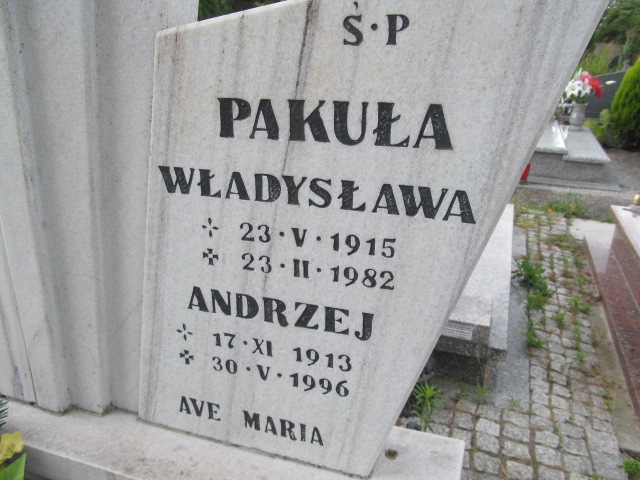 Ś·P
PAKUŁA
WŁADYSŁAWA
23·V·1915
23·II·1982
ANDRZEJ
17·XI 1913
30·V·1996
AVE MARIA